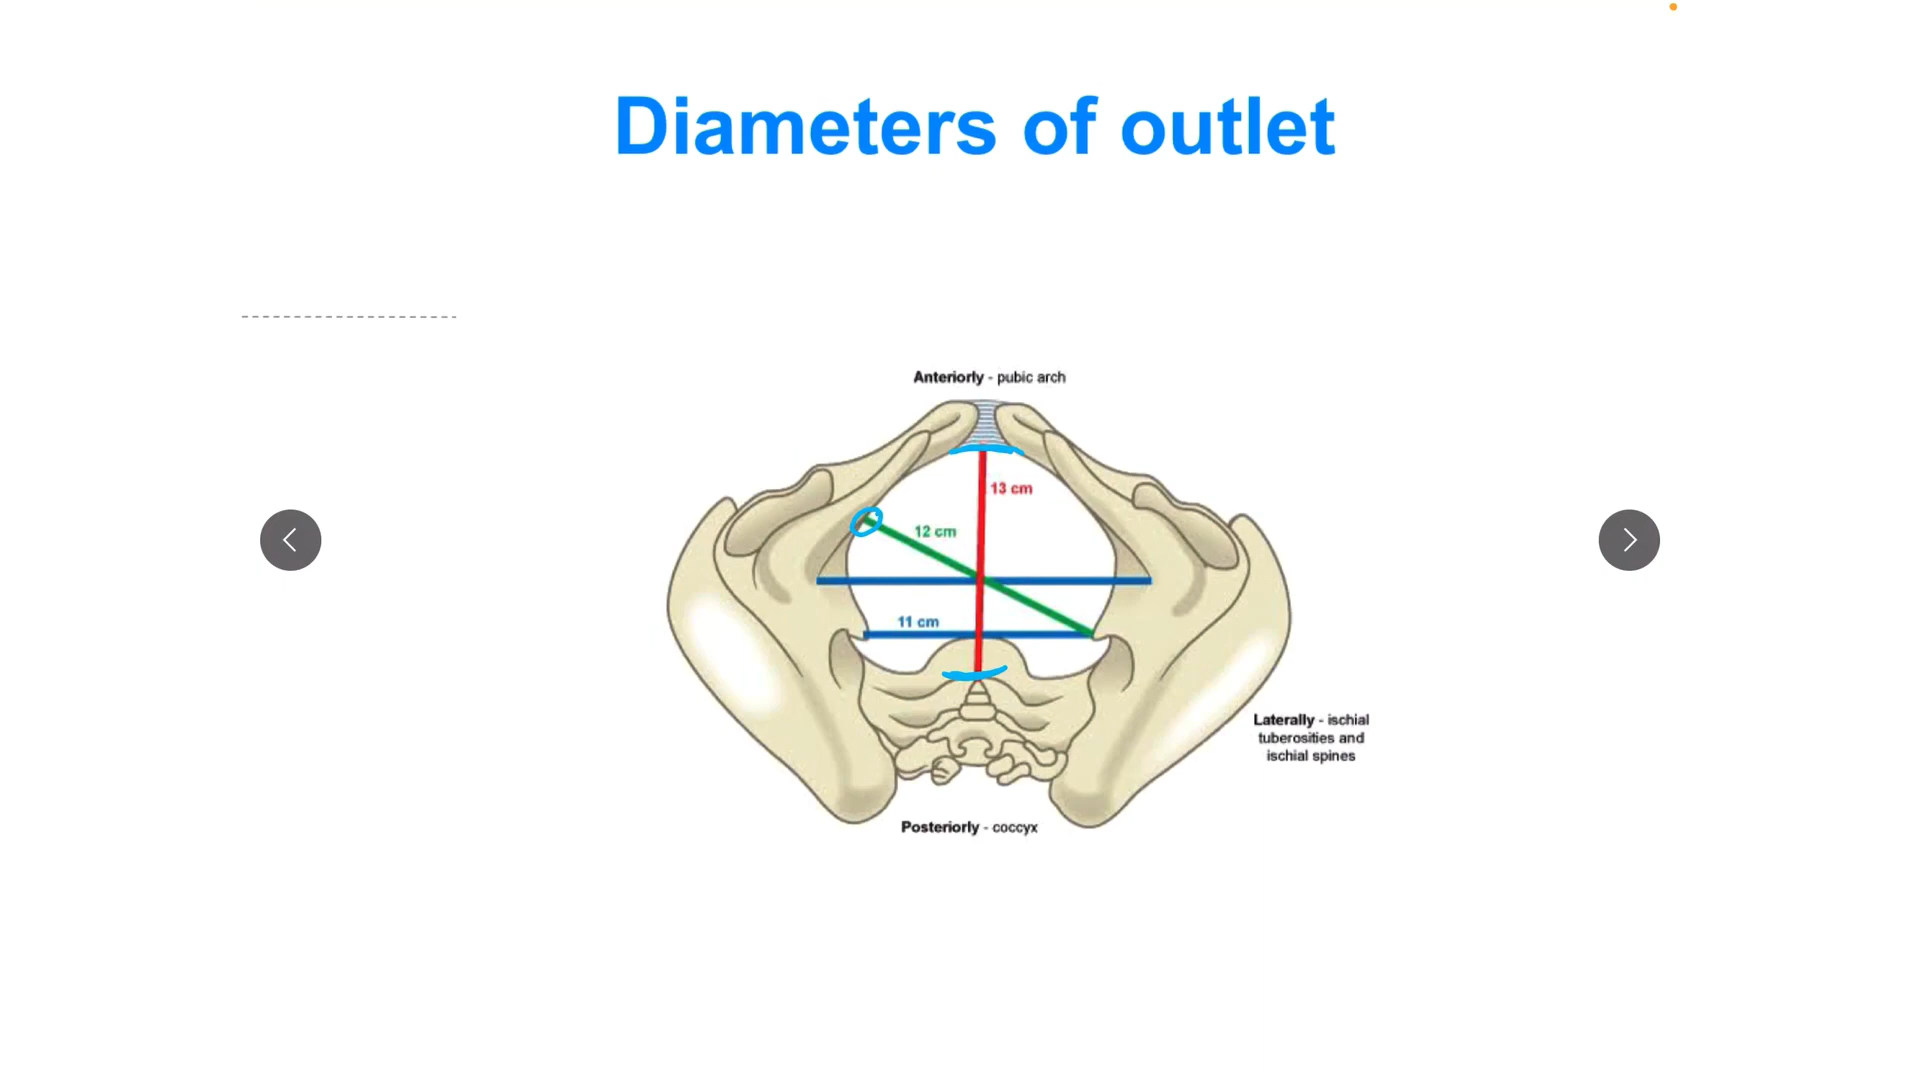 Diameters of outlet
Anteriorly - pubic arch
13 cm
12 cm
11 cm
Laterally - ischial
tuberosities and
ischial spines
Posteriorly - coccyx